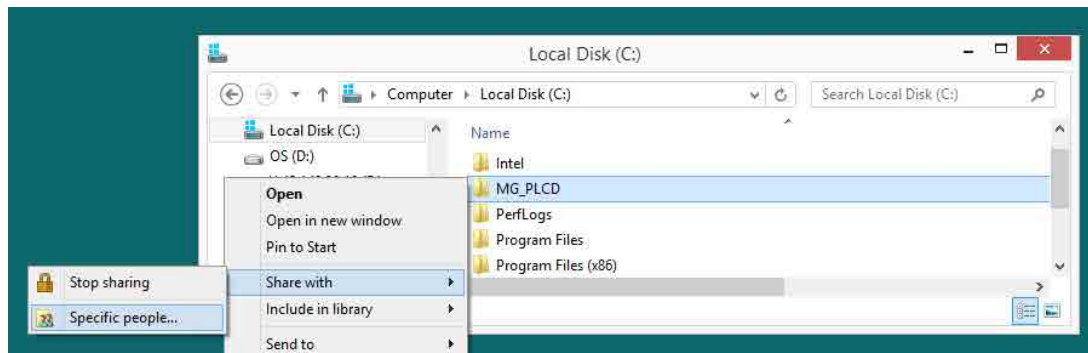 Local Disk (C:)
Computer ▸ Local Disk (C:)
Search Local Disk (C:)
Local Disk (C:)
OS (D:)
Name
Intel
MG_PLCD
PerfLogs
Program Files
Program Files (x86)
Open
Open in new window
Pin to Start
Share with
Include in library
Send to
Stop sharing
Specific people...